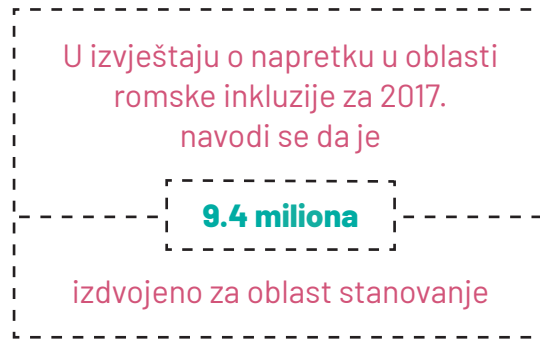 U izvještaju o napretku u oblasti
romske inkluzije za 2017.
navodi se da je
9.4 miliona
izdvojeno za oblast stanovanje